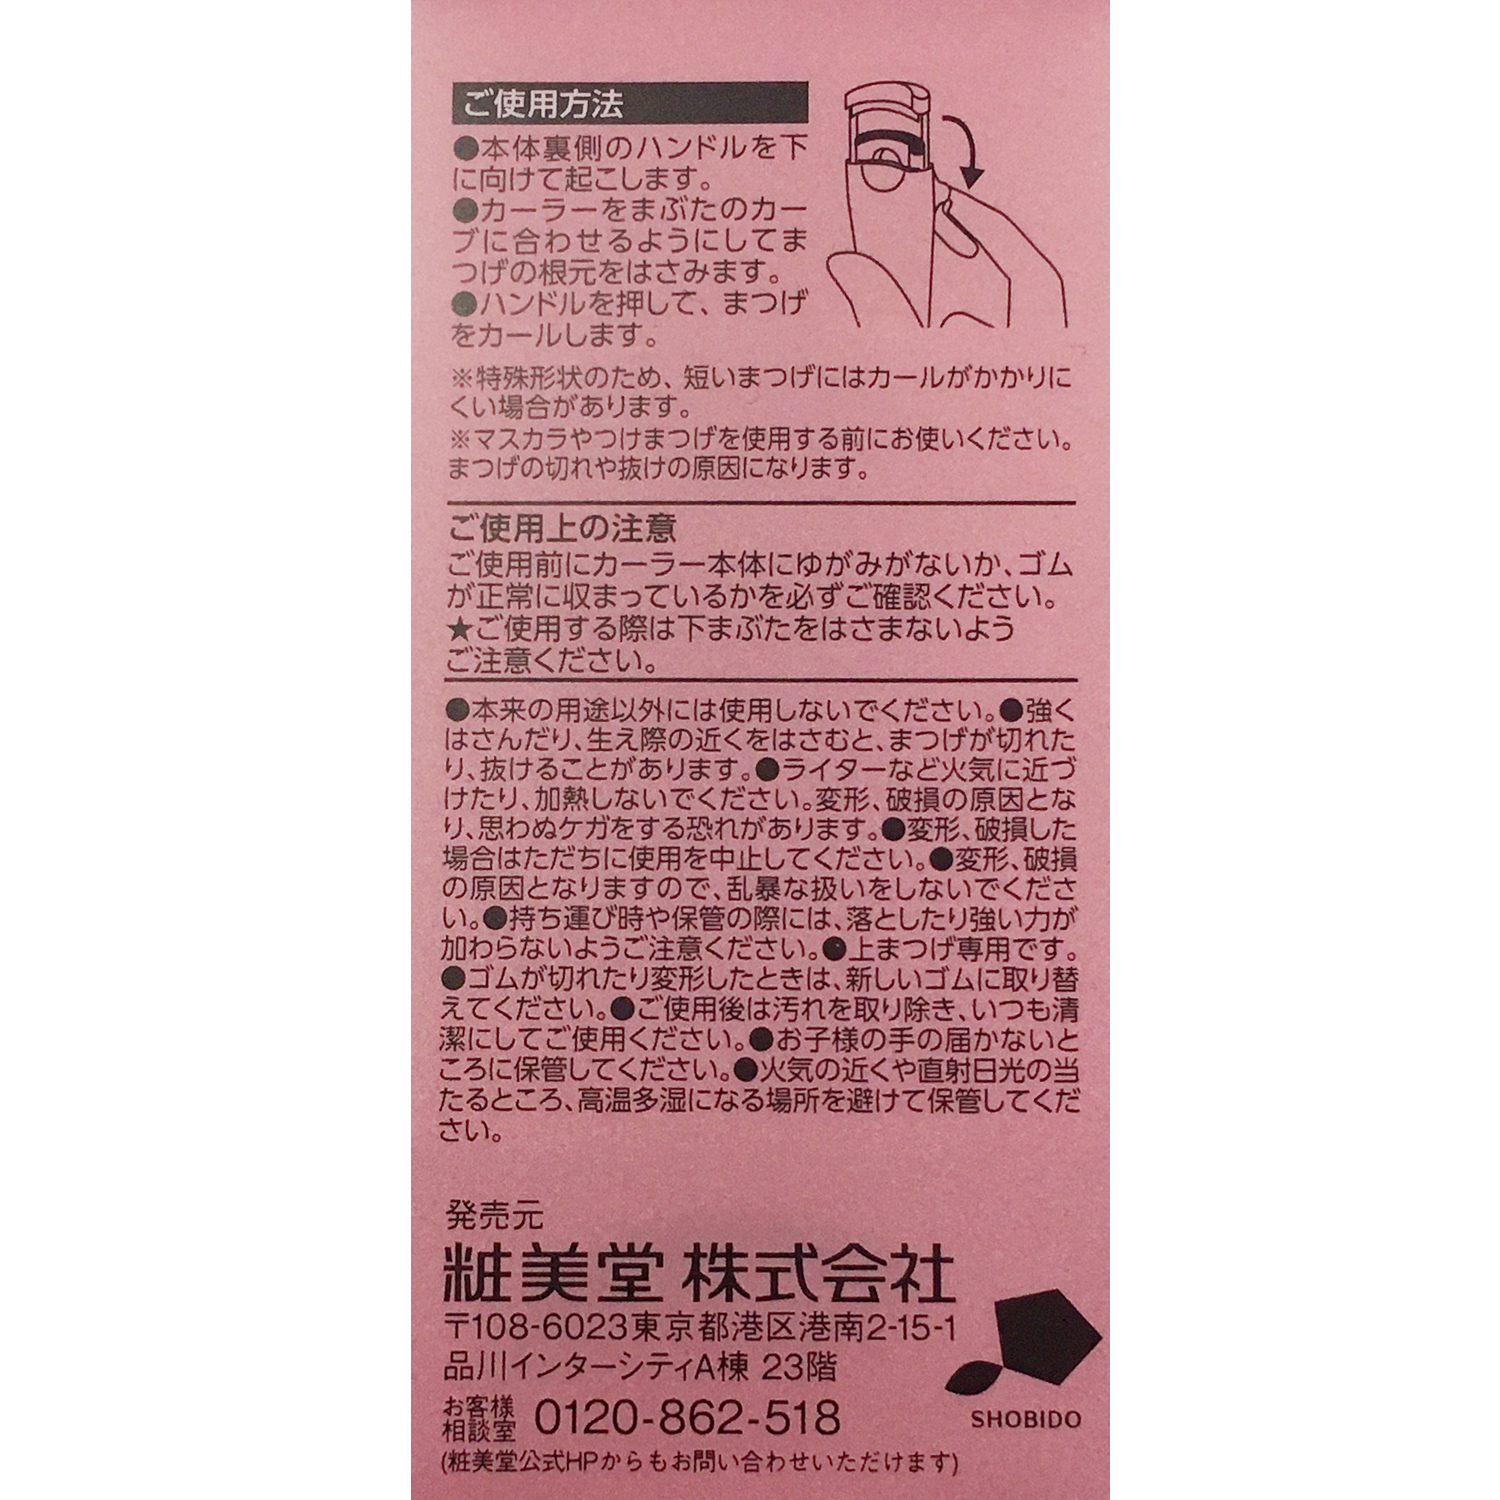 ご使用方法
●本体裏側のハンドルを下
に向けて起こします。
●カーラーをまぶたのカー
ブに合わせるようにしてま
つげの根元をはさみます。
●ハンドルを押して、まつげ
をカールします。
※特殊形状のため、短いまつげにはカールがかかりに
くい場合があります。
※マスカラやつけまつげを使用する前にお使いください。
まつげの切れや抜けの原因になります。
ご使用上の注意
ご使用前にカーラー本体にゆがみがないか、ゴム
が正常に収まっているかを必ずご確認ください。
★ご使用する際は下まぶたをはさまないよう
ご注意ください。
●本来の用途以外には使用しないでください。●強く
はさんだり、生え際の近くをはさむと、まつげが切れた
り、抜けることがあります。●ライターなど火気に近づ
けたり、加熱しないでください。変形、破損の原因とな
り、思わぬケガをする恐れがあります。●変形、破損した
場合はただちに使用を中止してください。●変形、破損
の原因となりますので、乱暴な扱いをしないでくださ
い。●持ち運び時や保管の際には、落としたり強い力が
加わらないようご注意ください。●上まつげ専用です。
●ゴムが切れたり変形したときは、新しいゴムに取り替
えてください。●ご使用後は汚れを取り除き、いつも清
潔にしてご使用ください。●お子様の手の届かないと
ころに保管してください。●火気の近くや直射日光の当
たるところ、高温多湿になる場所を避けて保管してくだ
さい。
発売元
粧美堂 株式会社
〒108-6023東京都港区港南2-15-1
品川インターシティA棟 23階
お客様
相談室 0120-862-518
(粧美堂公式HPからもお問い合わせいただけます)
SHOBIDO